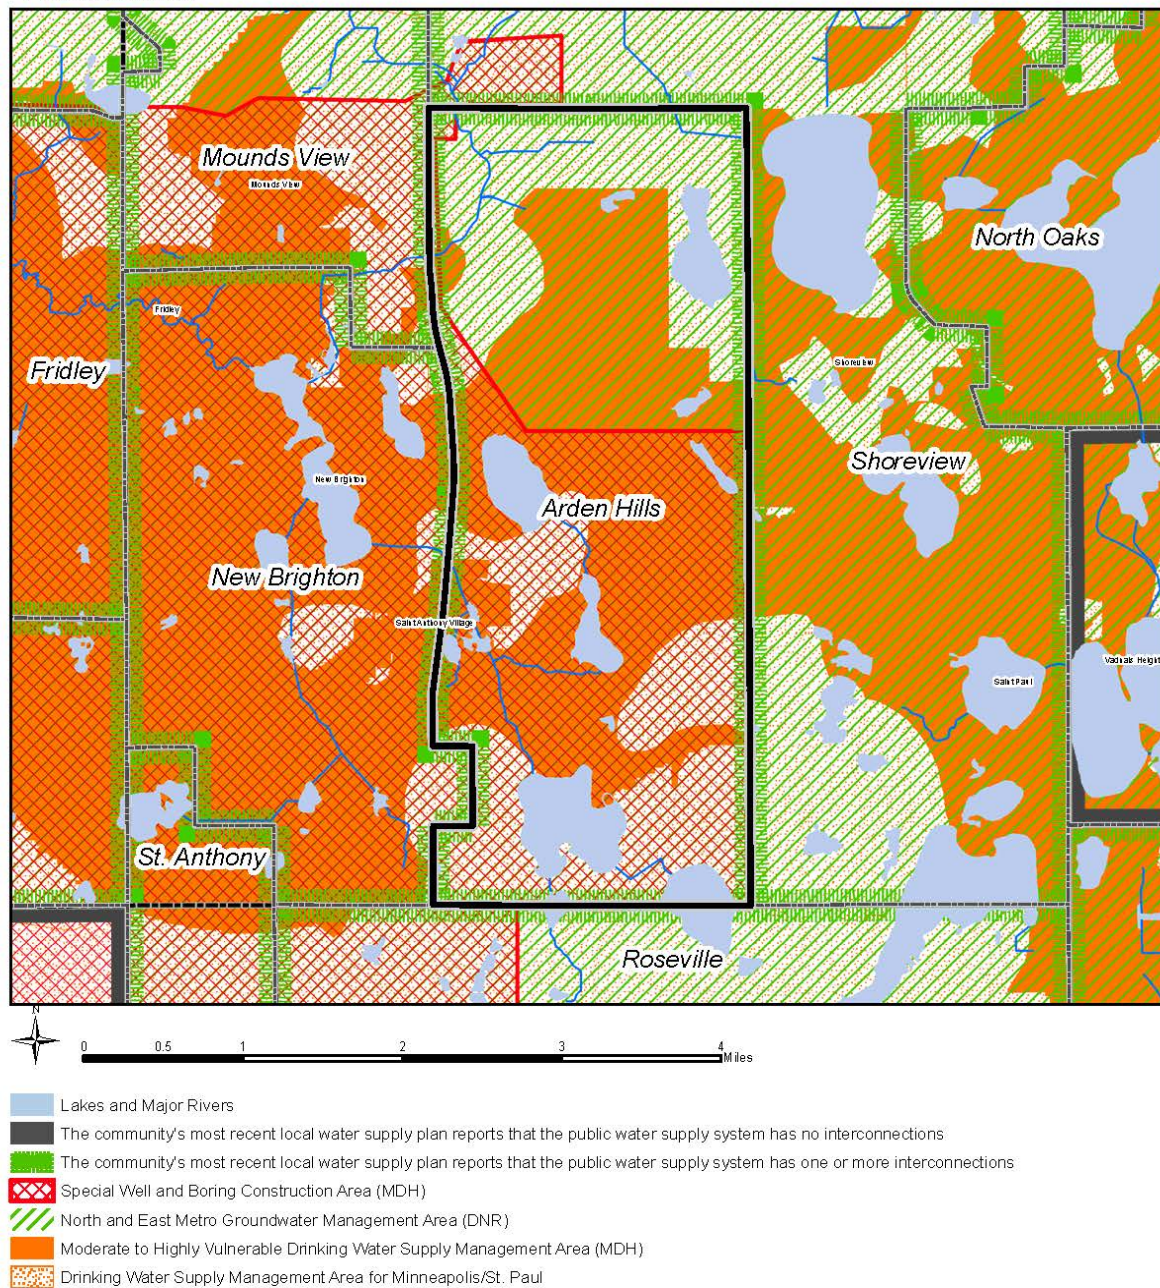 Mounds View
Mounds View
North Oaks
Fridley
Fridley
Shoreview
Shoreview
New Brighton
Arden Hills
New Brighton
Saint Anthony Village
Vadnais Height
Saint Paul
St. Anthony
Roseville
N
0 0.5 1 2 3 4
Miles
Lakes and Major Rivers
The community's most recent local water supply plan reports that the public water supply system has no interconnections
The community's most recent local water supply plan reports that the public water supply system has one or more interconnections
Special Well and Boring Construction Area (MDH)
North and East Metro Groundwater Management Area (DNR)
Moderate to Highly Vulnerable Drinking Water Supply Management Area (MDH)
Drinking Water Supply Management Area for Minneapolis/St. Paul